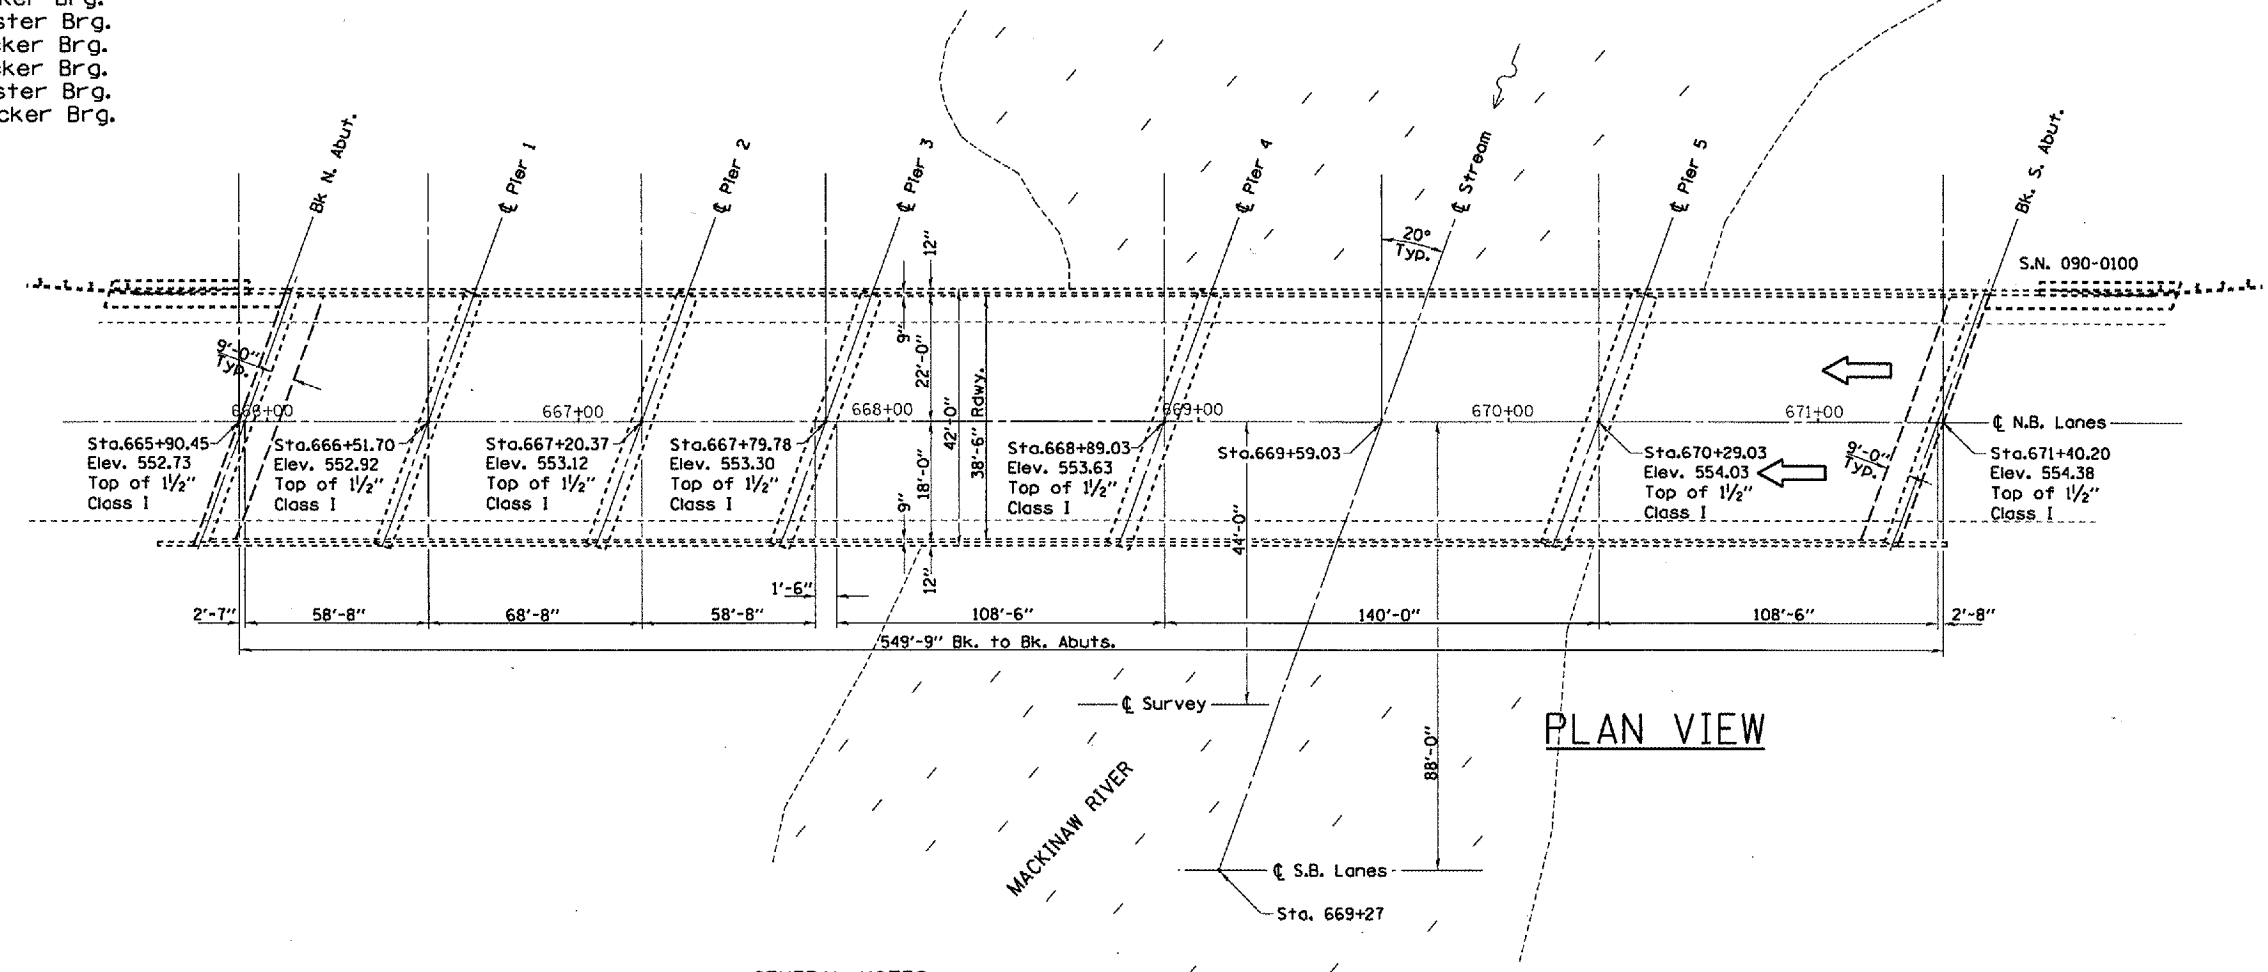 ster Brg.
cker Brg.
cker Brg.
ster Brg.
cker Brg.
Bk N. Abut.
℄ Pier 1
℄ Pier 2
℄ Pier 3
℄ Pier 4
℄ Stream
℄ Pier 5
Bk. S. Abut.
20°
Typ.
S.N. 090-0100
12"
9"
22'-0"
42'-0"
38'-6" Rdwy.
18'-0"
9"
12"
9'-0"
Typ.
666+00
667+00
668+00
669+00
670+00
671+00
℄ N.B. Lanes
Sta.665+90.45
Elev. 552.73
Top of 1½"
Class I
Sta.666+51.70
Elev. 552.92
Top of 1½"
Class I
Sta.667+20.37
Elev. 553.12
Top of 1½"
Class I
Sta.667+79.78
Elev. 553.30
Top of 1½"
Class I
Sta.668+89.03
Elev. 553.63
Top of 1½"
Class I
Sta.669+59.03
Sta.670+29.03
Elev. 554.03
Top of 1½"
Class I
9'-0"
Typ.
Sta.671+40.20
Elev. 554.38
Top of 1½"
Class I
44'-0"
1'-6"
2'-7"
58'-8"
68'-8"
58'-8"
108'-6"
140'-0"
108'-6"
2'-8"
549'-9" Bk. to Bk. Abuts.
℄ Survey
PLAN VIEW
88'-0"
MACKINAW RIVER
℄ S.B. Lanes
Sta. 669+27